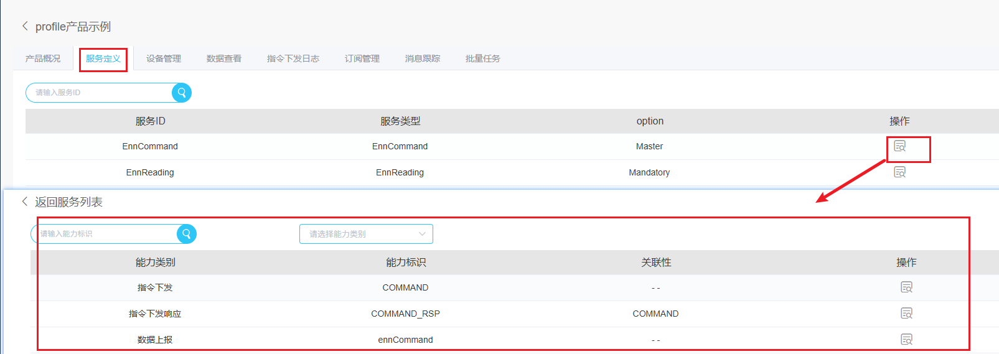 profile产品示例
产品概况 服务定义 设备管理 数据查看 指令下发日志 订阅管理 消息跟踪 批量任务
请输入服务ID
服务ID 服务类型 option 操作
EnnCommand EnnCommand Master
EnnReading EnnReading Mandatory
返回服务列表
请输入能力标识 请选择能力类别
能力类别 能力标识 关联性 操作
指令下发 COMMAND - -
指令下发响应 COMMAND_RSP COMMAND
数据上报 ennCommand - -